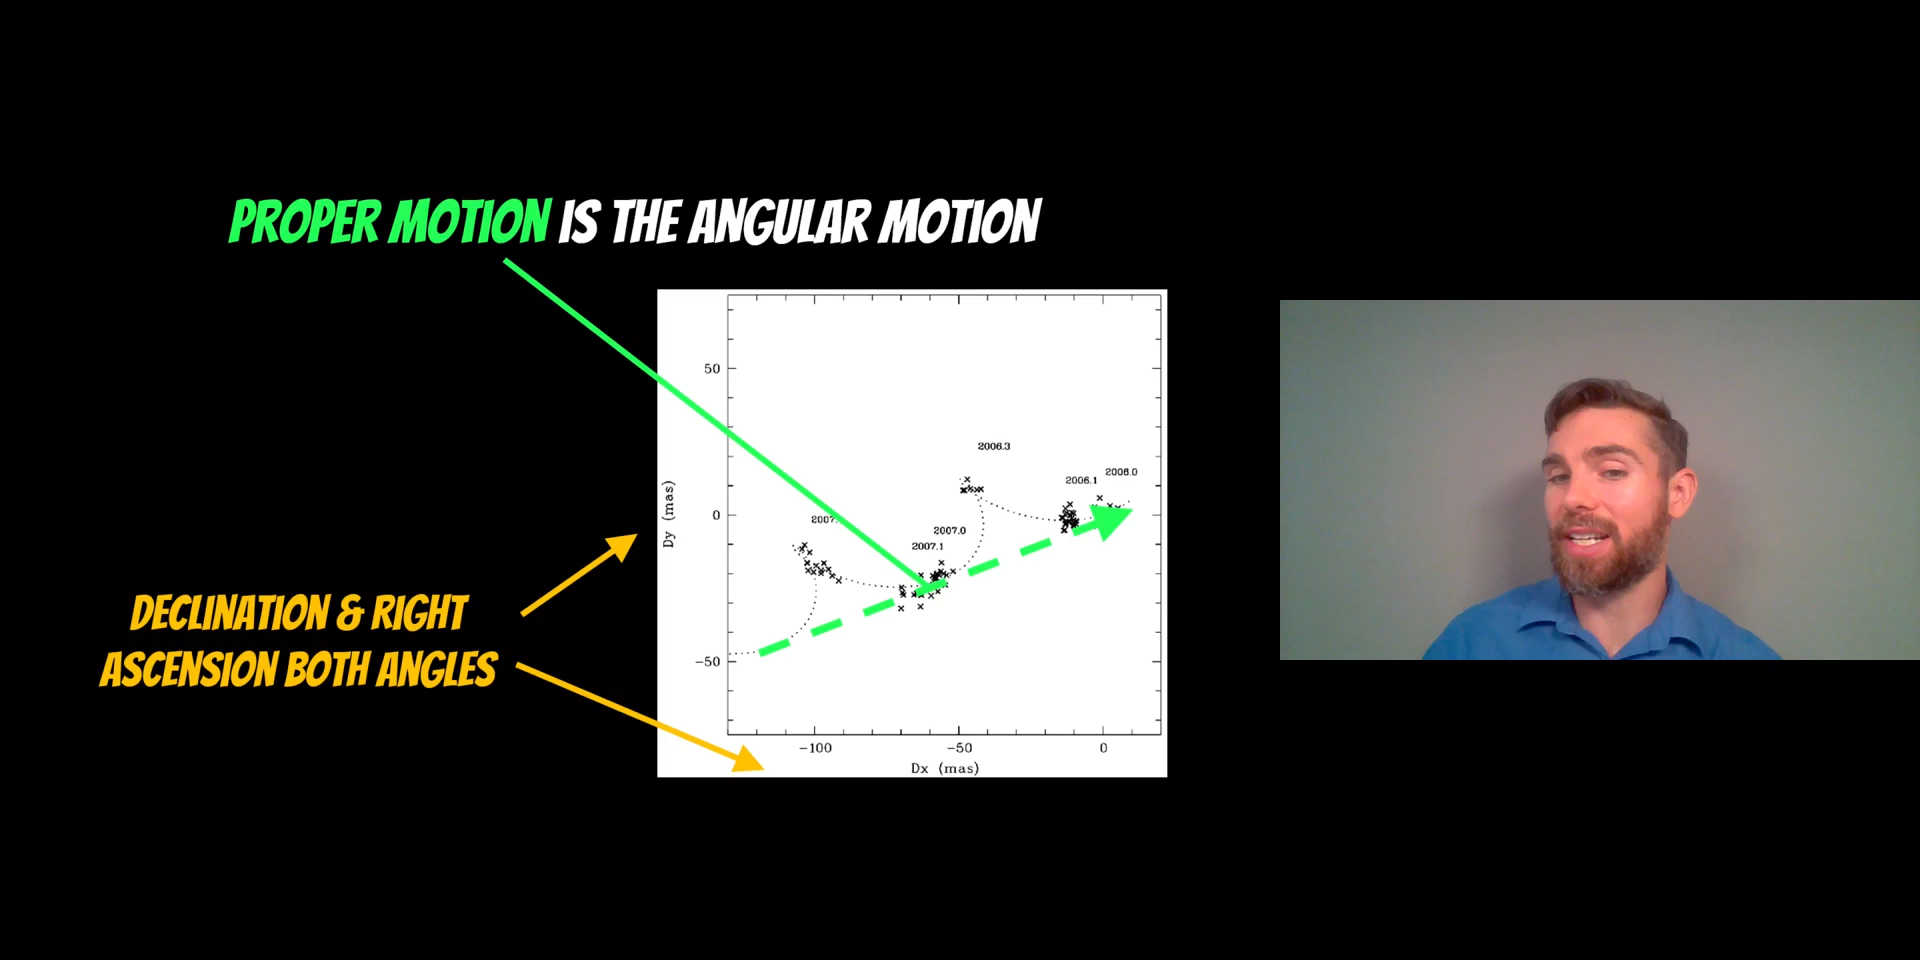 PROPER MOTION IS THE ANGULAR MOTION
50
2006.3
2006.0
2006.1
Dy (mas)
0
2007.0
2007.1
DECLINATION & RIGHT
ASCENSION BOTH ANGLES
-50
-100 -50 0
Dx (mas)